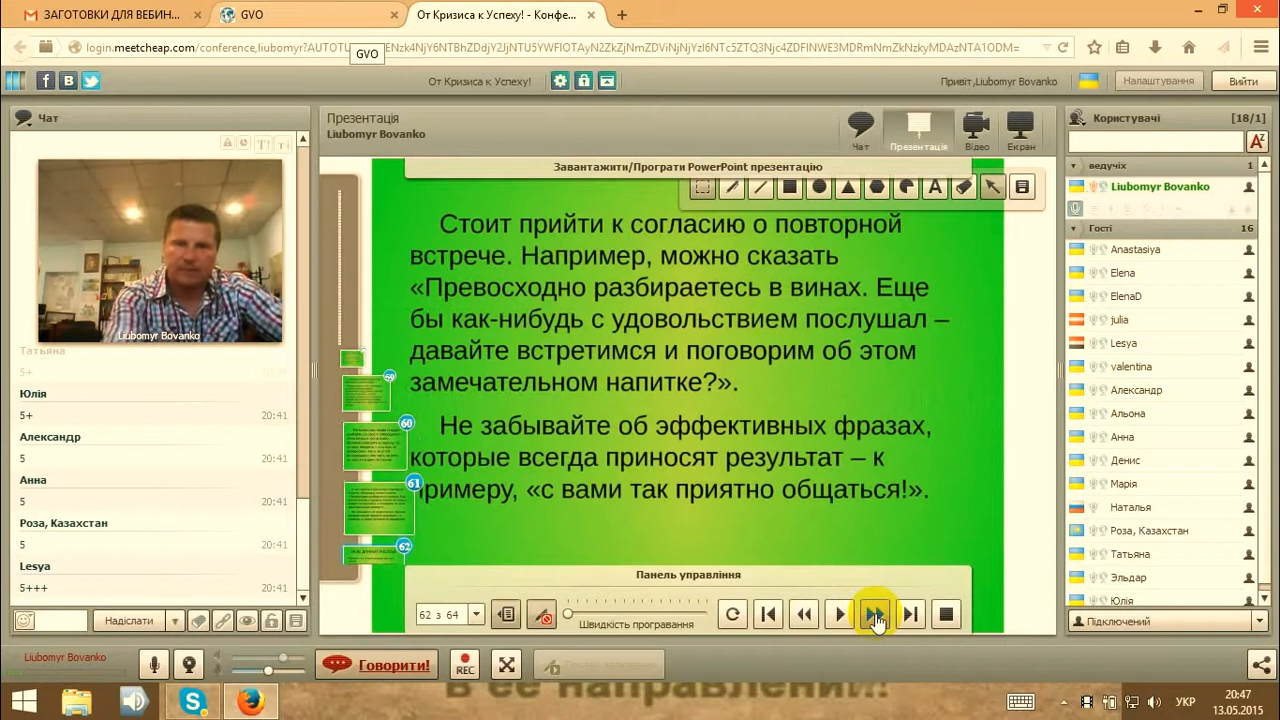 ЗАГОТОВКИ ДЛЯ ВЕБИН...
GVO
От Кризиса к Успеху! - Конфе...
GVO
От Кризиса к Успеху!
Привіт,Liubomyr Bovanko
Налаштування
Вийти
Чат
Liubomyr Bovanko
Татьяна
5+
Юлія
5+ 20:41
Александр
5 20:41
Анна
5 20:41
Роза, Казахстан
5 20:41
Lesya
5+++ 20:41
Надіслати
Презентація
Liubomyr Bovanko
Чат
Презентація
Відео
Екран
Завантажити/Програти PowerPoint презентацію
Стоит прийти к согласию о повторной
встрече. Например, можно сказать
«Превосходно разбираетесь в винах. Еще
бы как-нибудь с удовольствием послушал –
давайте встретимся и поговорим об этом
замечательном напитке?».
Не забывайте об эффективных фразах,
которые всегда приносят результат – к
примеру, «с вами так приятно общаться!».
59
60
61
62
Панель управління
62 з 64
Швидкість програвання
Користувачі [18/1]
ведучіх 1
Liubomyr Bovanko
Гості 16
Anastasiya
Elena
ElenaD
julia
Lesya
valentina
Александр
Альона
Анна
Денис
Марія
Наталья
Роза, Казахстан
Татьяна
Эльдар
Юлія
Підключений
Liubomyr Bovanko
Говорити!
REC
в ее направлении!
УКР
20:47
13.05.2015